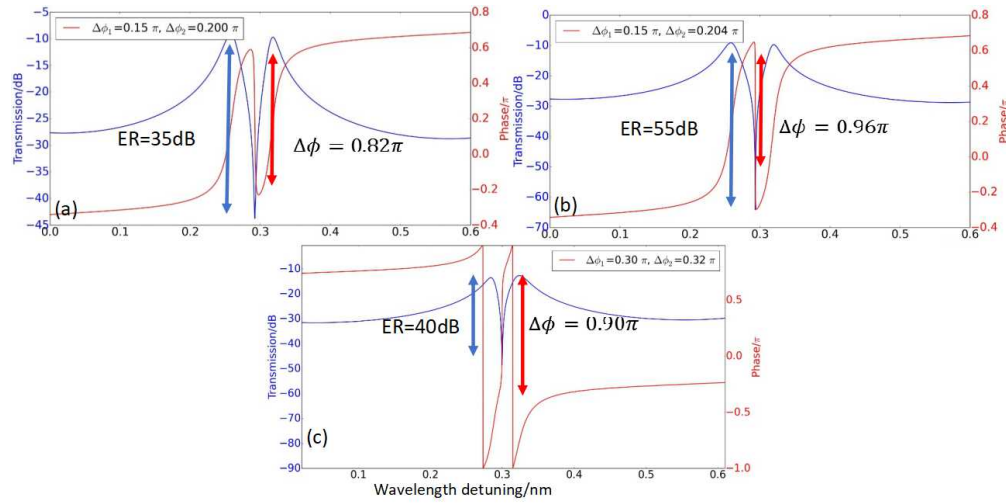 Δϕ₁=0.15 π, Δϕ₂=0.200 π
Transmission/dB
−5
−10
−15
−20
−25
−30
−35
−40
−45
0.8
0.6
0.4
0.2
0.0
−0.2
−0.4
Phase/π
ER=35dB
Δϕ = 0.82π
(a)
0.0 0.1 0.2 0.3 0.4 0.5 0.6
Δϕ₁=0.15 π, Δϕ₂=0.204 π
Transmission/dB
0
−10
−20
−30
−40
−50
−60
−70
0.8
0.6
0.4
0.2
0.0
−0.2
−0.4
Phase/π
ER=55dB
Δϕ = 0.96π
(b)
0.0 0.1 0.2 0.3 0.4 0.5 0.6
Δϕ₁=0.30 π, Δϕ₂=0.32 π
Transmission/dB
−10
−20
−30
−40
−50
−60
−70
−80
−90
0.5
0.0
−0.5
−1.0
Phase/π
ER=40dB
Δϕ = 0.90π
(c)
0.1 0.2 0.3 0.4 0.5 0.6
Wavelength detuning/nm